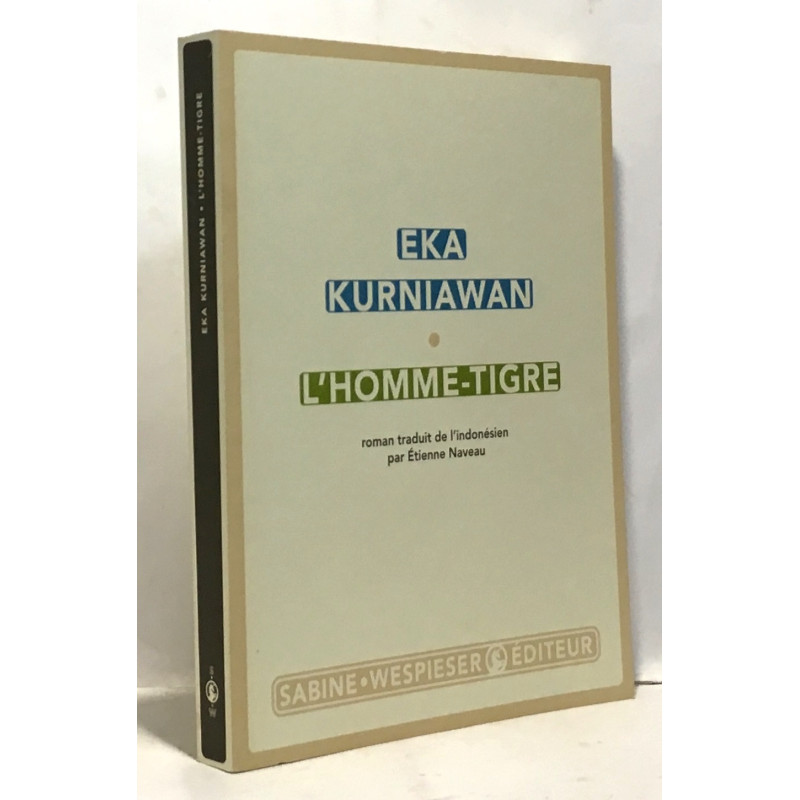 EKA KURNIAWAN • L'HOMME-TIGRE
EKA
KURNIAWAN
•
L'HOMME-TIGRE
roman traduit de l'indonésien
par Étienne Naveau
SABINE • WESPIESER ÉDITEUR